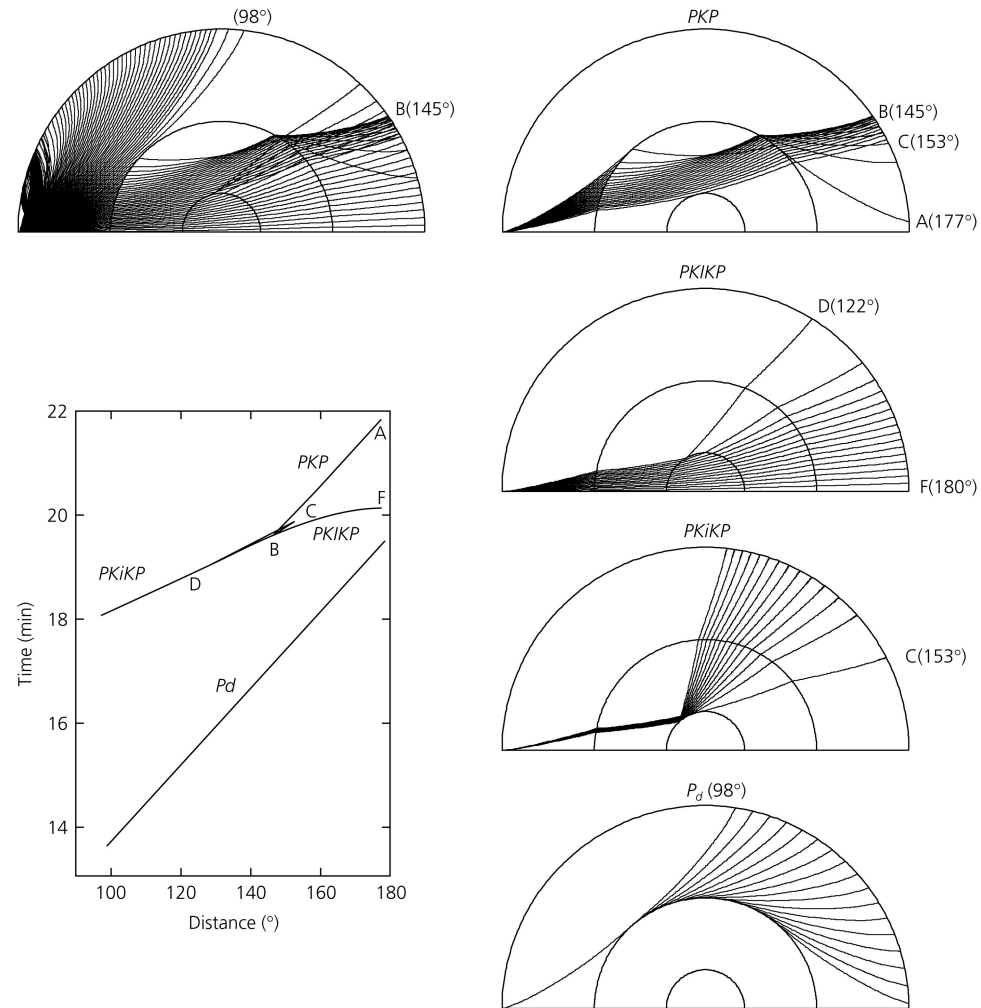 (98°)
B(145°)
PKP
B(145°)
C(153°)
A(177°)
PKIKP
D(122°)
F(180°)
22
20
18
16
14
Time (min)
A
PKP
F
C
PKIKP
B
PKiKP
D
Pd
100 120 140 160 180
Distance (°)
PKiKP
C(153°)
Pd (98°)